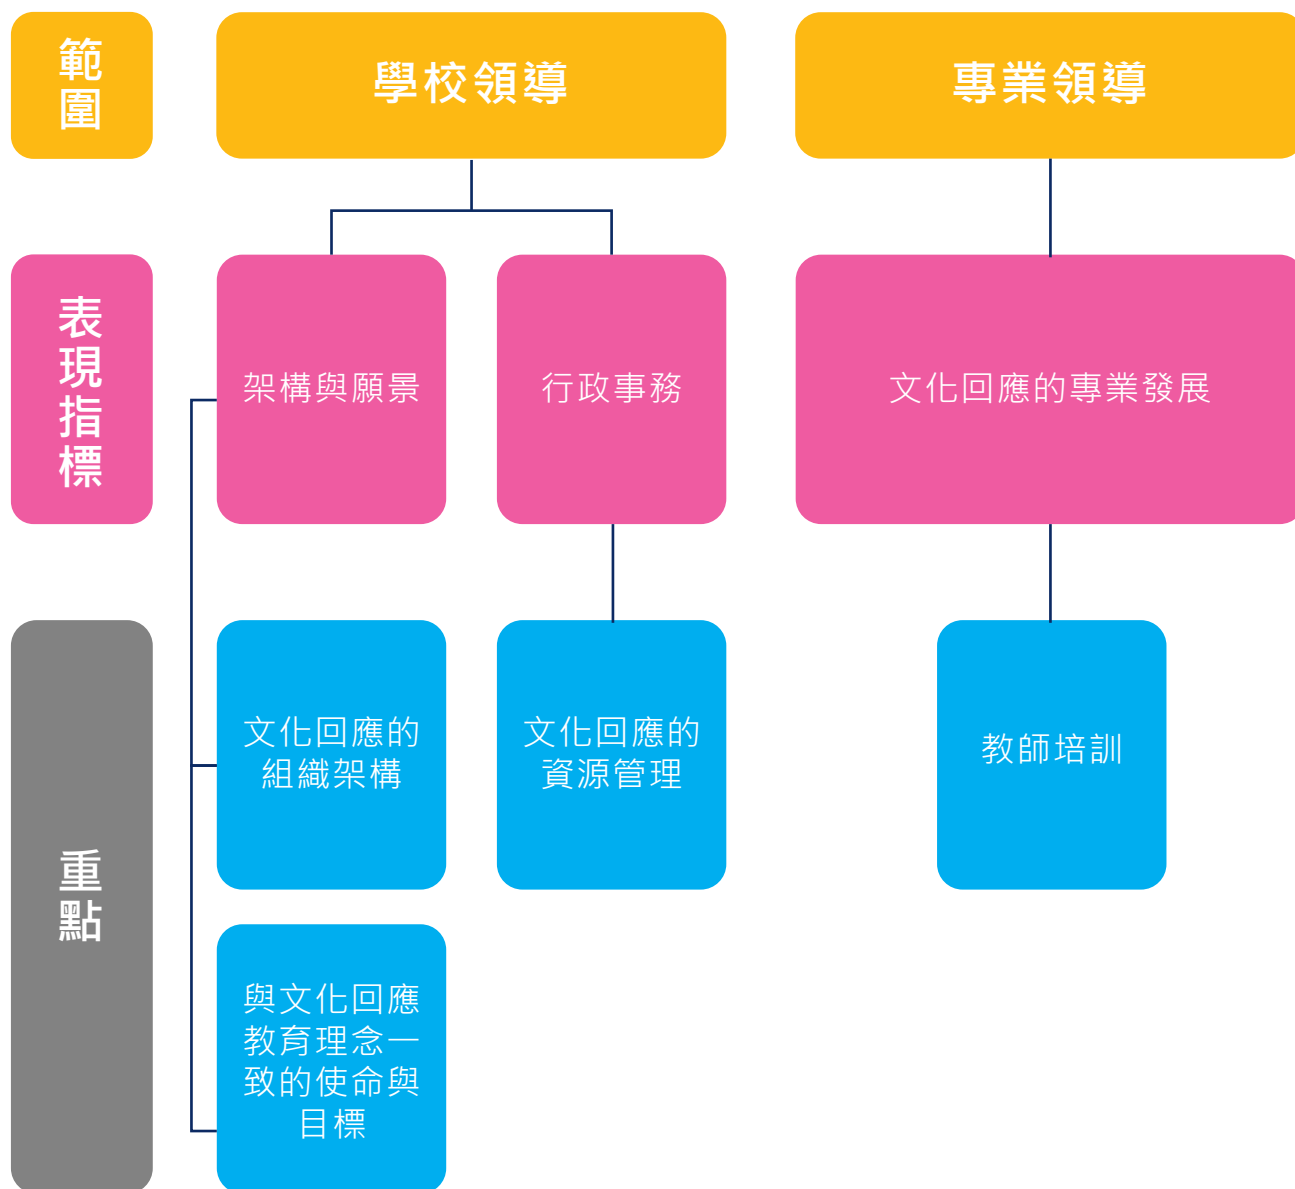 範圍
學校領導
專業領導
表現指標
架構與願景
行政事務
文化回應的專業發展
重點
文化回應的
組織架構
文化回應的
資源管理
教師培訓
與文化回應
教育理念一
致的使命與
目標